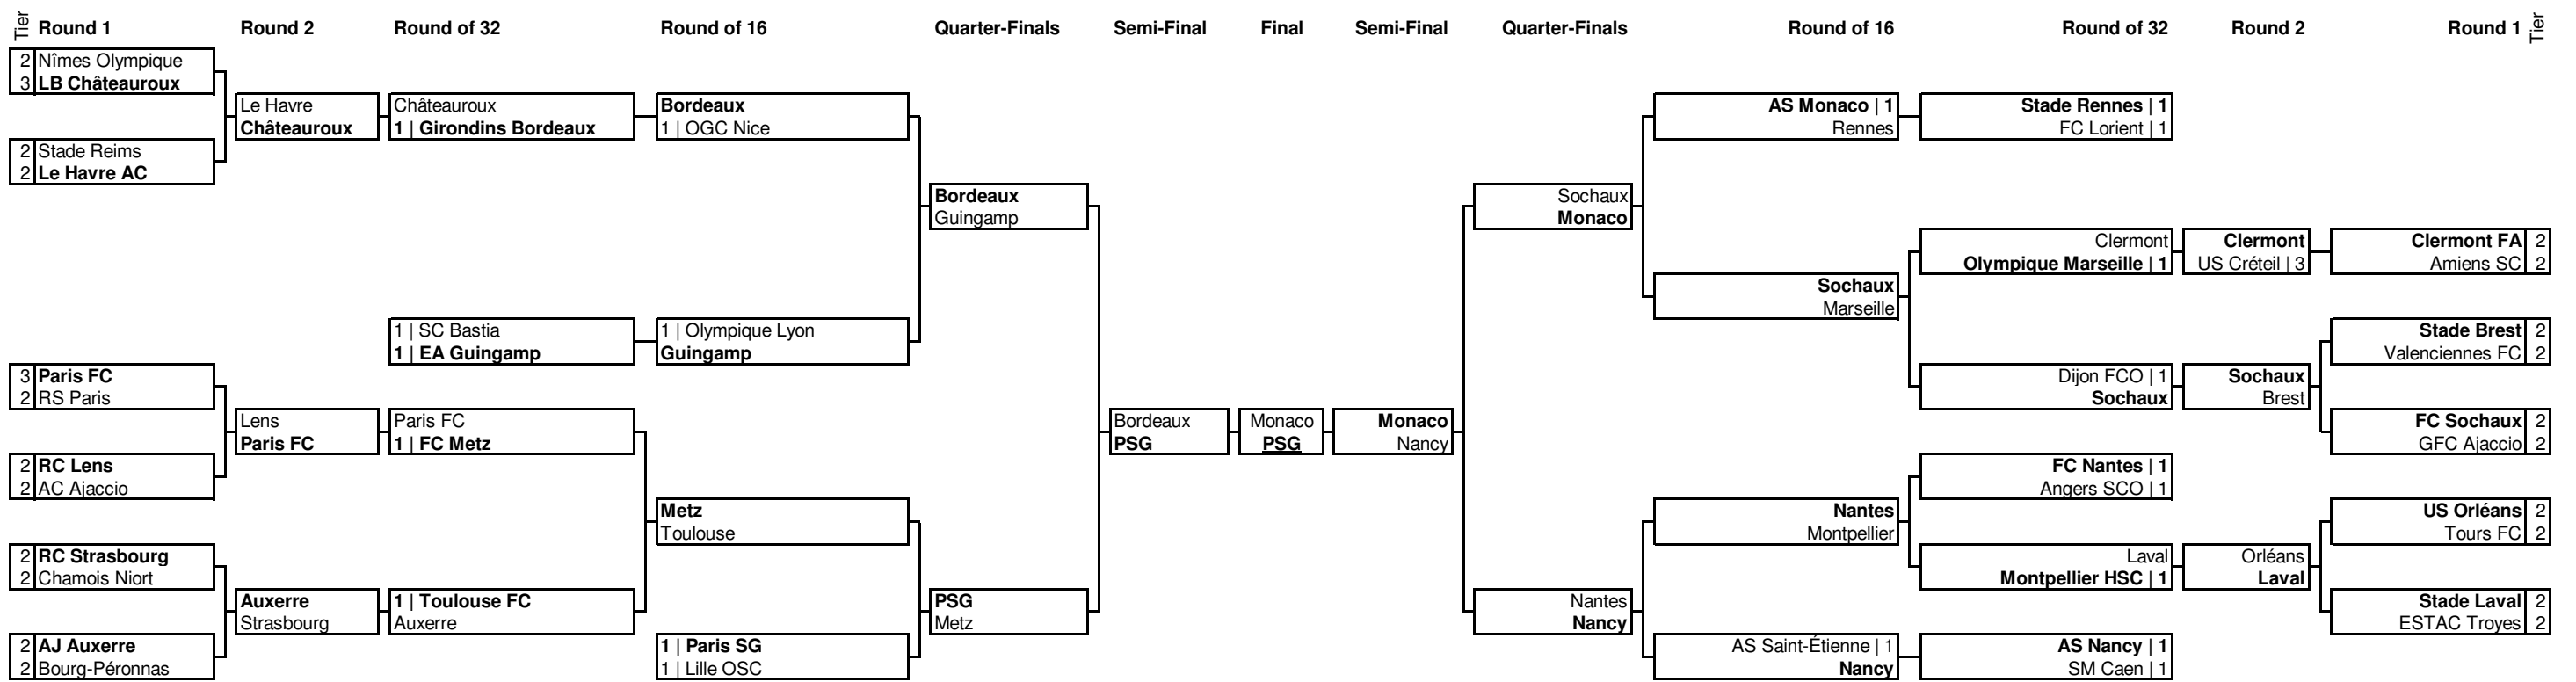 Tier Round 1 Round 2 Round of 32 Round of 16 Quarter-Finals Semi-Final Final Semi-Final Quarter-Finals Round of 16 Round of 32 Round 2 Round 1 Tier
2 Nîmes Olympique
3 LB Châteauroux
2 Stade Reims
2 Le Havre AC
3 Paris FC
2 RS Paris
2 RC Lens
2 AC Ajaccio
2 RC Strasbourg
2 Chamois Niort
2 AJ Auxerre
2 Bourg-Péronnas
Le Havre
Châteauroux
Lens
Paris FC
Auxerre
Strasbourg
Châteauroux
1 | Girondins Bordeaux
1 | SC Bastia
1 | EA Guingamp
Paris FC
1 | FC Metz
1 | Toulouse FC
Auxerre
Bordeaux
1 | OGC Nice
1 | Olympique Lyon
Guingamp
Metz
Toulouse
1 | Paris SG
1 | Lille OSC
Bordeaux
Guingamp
PSG
Metz
Bordeaux
PSG
Monaco
PSG
Monaco
Nancy
Sochaux
Monaco
Nantes
Nancy
AS Monaco | 1
Rennes
Sochaux
Marseille
Nantes
Montpellier
AS Saint-Étienne | 1
Nancy
Stade Rennes | 1
FC Lorient | 1
Clermont
Olympique Marseille | 1
Dijon FCO | 1
Sochaux
FC Nantes | 1
Angers SCO | 1
Laval
Montpellier HSC | 1
AS Nancy | 1
SM Caen | 1
Clermont
US Créteil | 3
Sochaux
Brest
Orléans
Laval
Clermont FA 2
Amiens SC 2
Stade Brest 2
Valenciennes FC 2
FC Sochaux 2
GFC Ajaccio 2
US Orléans 2
Tours FC 2
Stade Laval 2
ESTAC Troyes 2